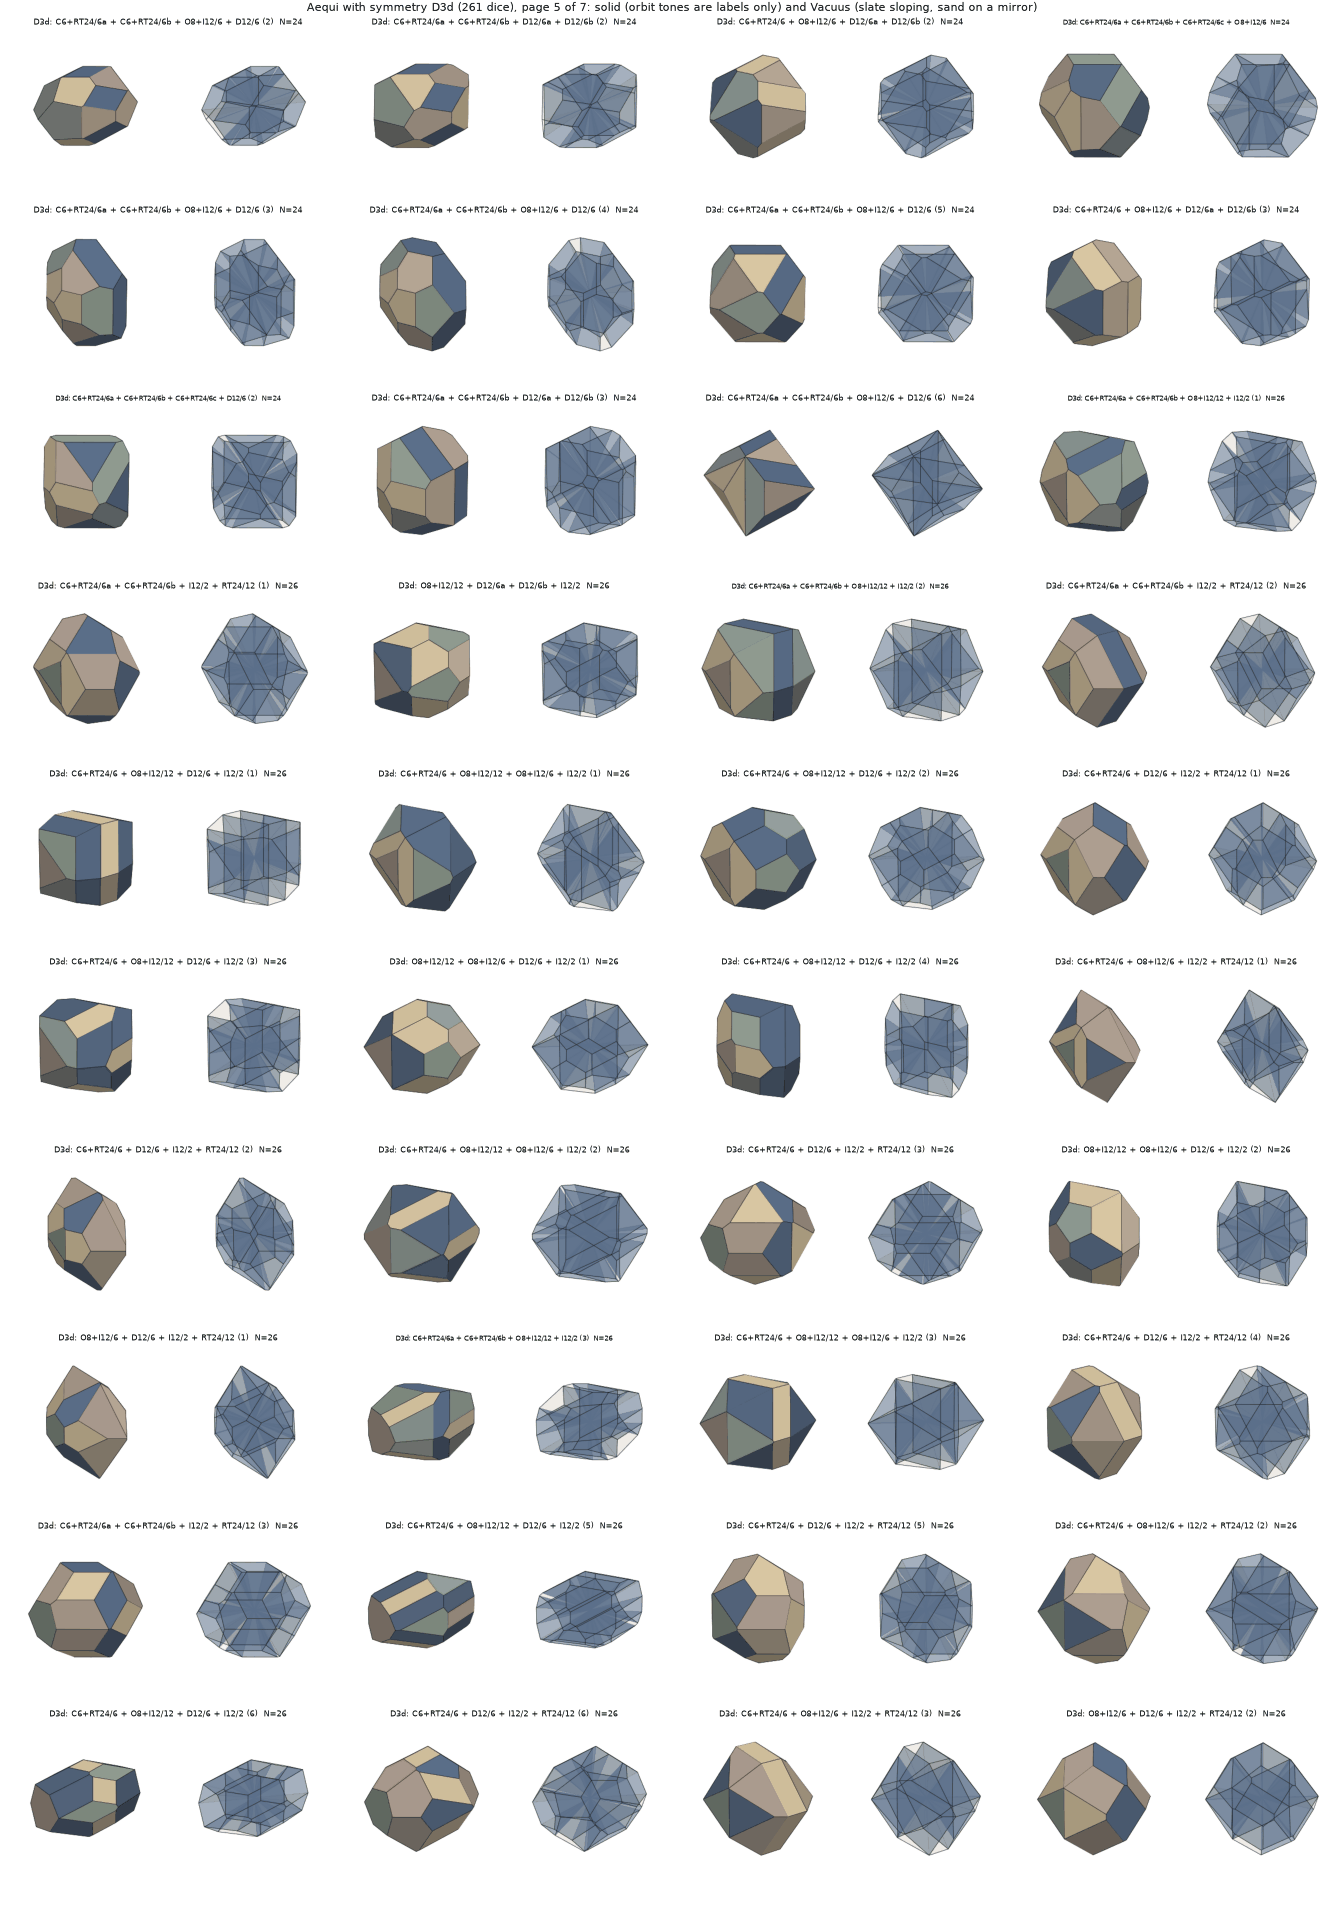 Aequi with symmetry D3d (261 dice), page 5 of 7: solid (orbit tones are labels only) and Vacuus (slate sloping, sand on a mirror)
D3d: C6+RT24/6a + C6+RT24/6b + O8+I12/6 + D12/6 (2)  N=24
D3d: C6+RT24/6a + C6+RT24/6b + D12/6a + D12/6b (2)  N=24
D3d: C6+RT24/6 + O8+I12/6 + D12/6a + D12/6b (2)  N=24
D3d: C6+RT24/6a + C6+RT24/6b + C6+RT24/6c + O8+I12/6  N=24
D3d: C6+RT24/6a + C6+RT24/6b + O8+I12/6 + D12/6 (3)  N=24
D3d: C6+RT24/6a + C6+RT24/6b + O8+I12/6 + D12/6 (4)  N=24
D3d: C6+RT24/6a + C6+RT24/6b + O8+I12/6 + D12/6 (5)  N=24
D3d: C6+RT24/6 + O8+I12/6 + D12/6a + D12/6b (3)  N=24
D3d: C6+RT24/6a + C6+RT24/6b + C6+RT24/6c + D12/6 (2)  N=24
D3d: C6+RT24/6a + C6+RT24/6b + D12/6a + D12/6b (3)  N=24
D3d: C6+RT24/6a + C6+RT24/6b + O8+I12/6 + D12/6 (6)  N=24
D3d: C6+RT24/6a + C6+RT24/6b + O8+I12/12 + I12/2 (1)  N=26
D3d: C6+RT24/6a + C6+RT24/6b + I12/2 + RT24/12 (1)  N=26
D3d: O8+I12/12 + D12/6a + D12/6b + I12/2  N=26
D3d: C6+RT24/6a + C6+RT24/6b + O8+I12/12 + I12/2 (2)  N=26
D3d: C6+RT24/6a + C6+RT24/6b + I12/2 + RT24/12 (2)  N=26
D3d: C6+RT24/6 + O8+I12/12 + D12/6 + I12/2 (1)  N=26
D3d: C6+RT24/6 + O8+I12/12 + O8+I12/6 + I12/2 (1)  N=26
D3d: C6+RT24/6 + O8+I12/12 + D12/6 + I12/2 (2)  N=26
D3d: C6+RT24/6 + D12/6 + I12/2 + RT24/12 (1)  N=26
D3d: C6+RT24/6 + O8+I12/12 + D12/6 + I12/2 (3)  N=26
D3d: O8+I12/12 + O8+I12/6 + D12/6 + I12/2 (1)  N=26
D3d: C6+RT24/6 + O8+I12/12 + D12/6 + I12/2 (4)  N=26
D3d: C6+RT24/6 + O8+I12/6 + I12/2 + RT24/12 (1)  N=26
D3d: C6+RT24/6 + D12/6 + I12/2 + RT24/12 (2)  N=26
D3d: C6+RT24/6 + O8+I12/12 + O8+I12/6 + I12/2 (2)  N=26
D3d: C6+RT24/6 + D12/6 + I12/2 + RT24/12 (3)  N=26
D3d: O8+I12/12 + O8+I12/6 + D12/6 + I12/2 (2)  N=26
D3d: O8+I12/6 + D12/6 + I12/2 + RT24/12 (1)  N=26
D3d: C6+RT24/6a + C6+RT24/6b + O8+I12/12 + I12/2 (3)  N=26
D3d: C6+RT24/6 + O8+I12/12 + O8+I12/6 + I12/2 (3)  N=26
D3d: C6+RT24/6 + D12/6 + I12/2 + RT24/12 (4)  N=26
D3d: C6+RT24/6a + C6+RT24/6b + I12/2 + RT24/12 (3)  N=26
D3d: C6+RT24/6 + O8+I12/12 + D12/6 + I12/2 (5)  N=26
D3d: C6+RT24/6 + D12/6 + I12/2 + RT24/12 (5)  N=26
D3d: C6+RT24/6 + O8+I12/6 + I12/2 + RT24/12 (2)  N=26
D3d: C6+RT24/6 + O8+I12/12 + D12/6 + I12/2 (6)  N=26
D3d: C6+RT24/6 + D12/6 + I12/2 + RT24/12 (6)  N=26
D3d: C6+RT24/6 + O8+I12/6 + I12/2 + RT24/12 (3)  N=26
D3d: O8+I12/6 + D12/6 + I12/2 + RT24/12 (2)  N=26